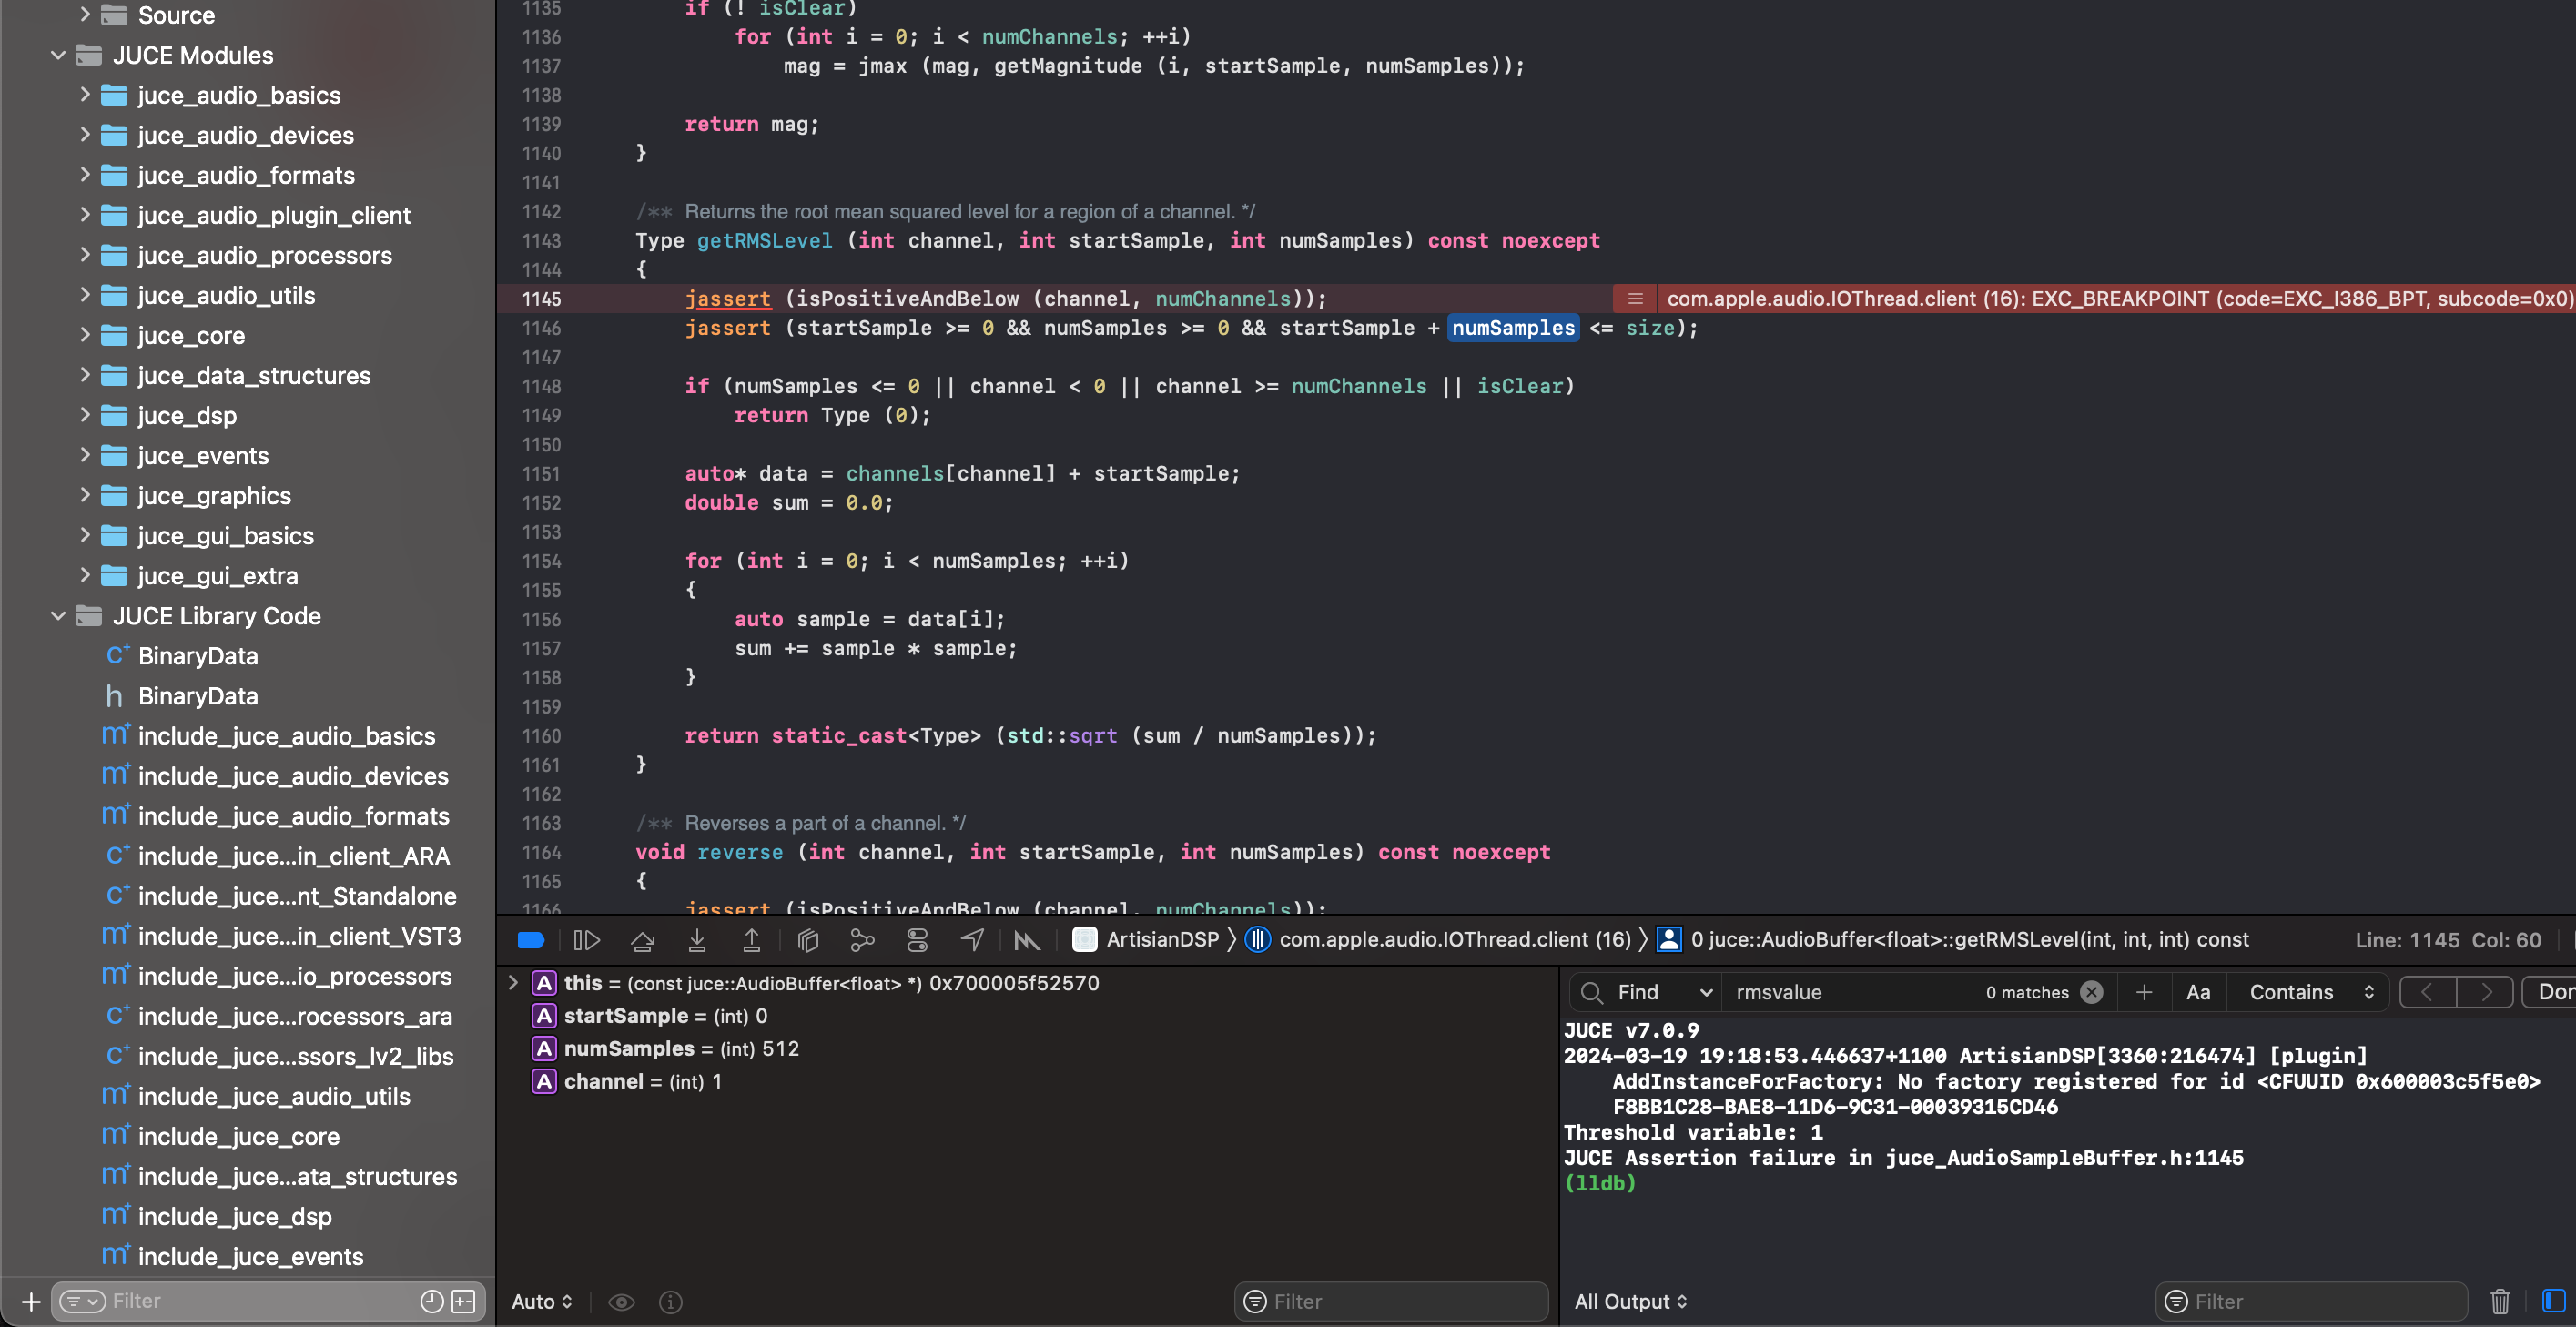 Source
JUCE Modules
juce_audio_basics
juce_audio_devices
juce_audio_formats
juce_audio_plugin_client
juce_audio_processors
juce_audio_utils
juce_core
juce_data_structures
juce_dsp
juce_events
juce_graphics
juce_gui_basics
juce_gui_extra
JUCE Library Code
C+ BinaryData
h BinaryData
m+ include_juce_audio_basics
m+ include_juce_audio_devices
m+ include_juce_audio_formats
C+ include_juce...in_client_ARA
C+ include_juce...nt_Standalone
m+ include_juce...in_client_VST3
m+ include_juce...io_processors
C+ include_juce...rocessors_ara
C+ include_juce...ssors_lv2_libs
m+ include_juce_audio_utils
m+ include_juce_core
m+ include_juce...ata_structures
m+ include_juce_dsp
m+ include_juce_events
Filter
1135 if (! isClear)
1136 for (int i = 0; i < numChannels; ++i)
1137 mag = jmax (mag, getMagnitude (i, startSample, numSamples));
1138
1139 return mag;
1140 }
1141
1142 /** Returns the root mean squared level for a region of a channel. */
1143 Type getRMSLevel (int channel, int startSample, int numSamples) const noexcept
1144 {
1145 jassert (isPositiveAndBelow (channel, numChannels)); com.apple.audio.IOThread.client (16): EXC_BREAKPOINT (code=EXC_I386_BPT, subcode=0x0)
1146 jassert (startSample >= 0 && numSamples >= 0 && startSample + numSamples <= size);
1147
1148 if (numSamples <= 0 || channel < 0 || channel >= numChannels || isClear)
1149 return Type (0);
1150
1151 auto* data = channels[channel] + startSample;
1152 double sum = 0.0;
1153
1154 for (int i = 0; i < numSamples; ++i)
1155 {
1156 auto sample = data[i];
1157 sum += sample * sample;
1158 }
1159
1160 return static_cast<Type> (std::sqrt (sum / numSamples));
1161 }
1162
1163 /** Reverses a part of a channel. */
1164 void reverse (int channel, int startSample, int numSamples) const noexcept
1165 {
1166 jassert (isPositiveAndBelow (channel, numChannels));
ArtisianDSP com.apple.audio.IOThread.client (16) 0 juce::AudioBuffer<float>::getRMSLevel(int, int, int) const Line: 1145 Col: 60
A this = (const juce::AudioBuffer<float> *) 0x700005f52570
A startSample = (int) 0
A numSamples = (int) 512
A channel = (int) 1
Auto
Filter
Find rmsvalue 0 matches Aa Contains Don
JUCE v7.0.9
2024-03-19 19:18:53.446637+1100 ArtisianDSP[3360:216474] [plugin]
AddInstanceForFactory: No factory registered for id <CFUUID 0x600003c5f5e0>
F8BB1C28-BAE8-11D6-9C31-00039315CD46
Threshold variable: 1
JUCE Assertion failure in juce_AudioSampleBuffer.h:1145
(lldb)
All Output
Filter